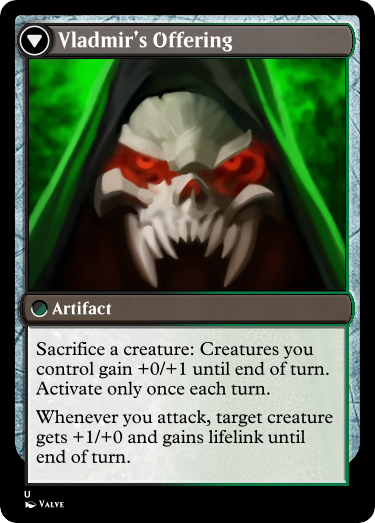 Vladmir's Offering
Artifact
Sacrifice a creature: Creatures you
control gain +0/+1 until end of turn.
Activate only once each turn.
Whenever you attack, target creature
gets +1/+0 and gains lifelink until
end of turn.
U
Valve